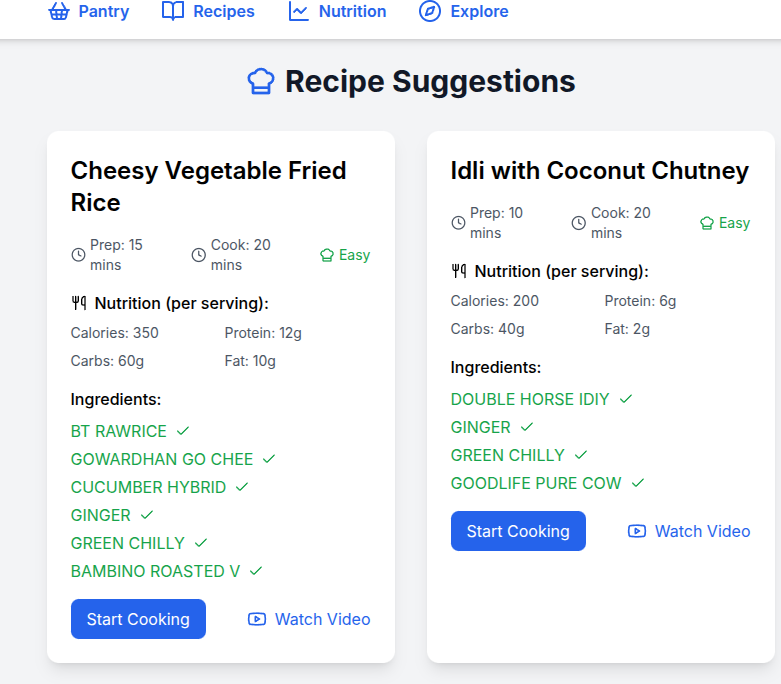 Pantry Recipes Nutrition Explore
Recipe Suggestions
Cheesy Vegetable Fried
Rice
Prep: 15
mins
Cook: 20
mins
Easy
Nutrition (per serving):
Calories: 350 Protein: 12g
Carbs: 60g Fat: 10g
Ingredients:
BT RAWRICE
GOWARDHAN GO CHEE
CUCUMBER HYBRID
GINGER
GREEN CHILLY
BAMBINO ROASTED V
Start Cooking Watch Video
Idli with Coconut Chutney
Prep: 10
mins
Cook: 20
mins
Easy
Nutrition (per serving):
Calories: 200 Protein: 6g
Carbs: 40g Fat: 2g
Ingredients:
DOUBLE HORSE IDIY
GINGER
GREEN CHILLY
GOODLIFE PURE COW
Start Cooking Watch Video